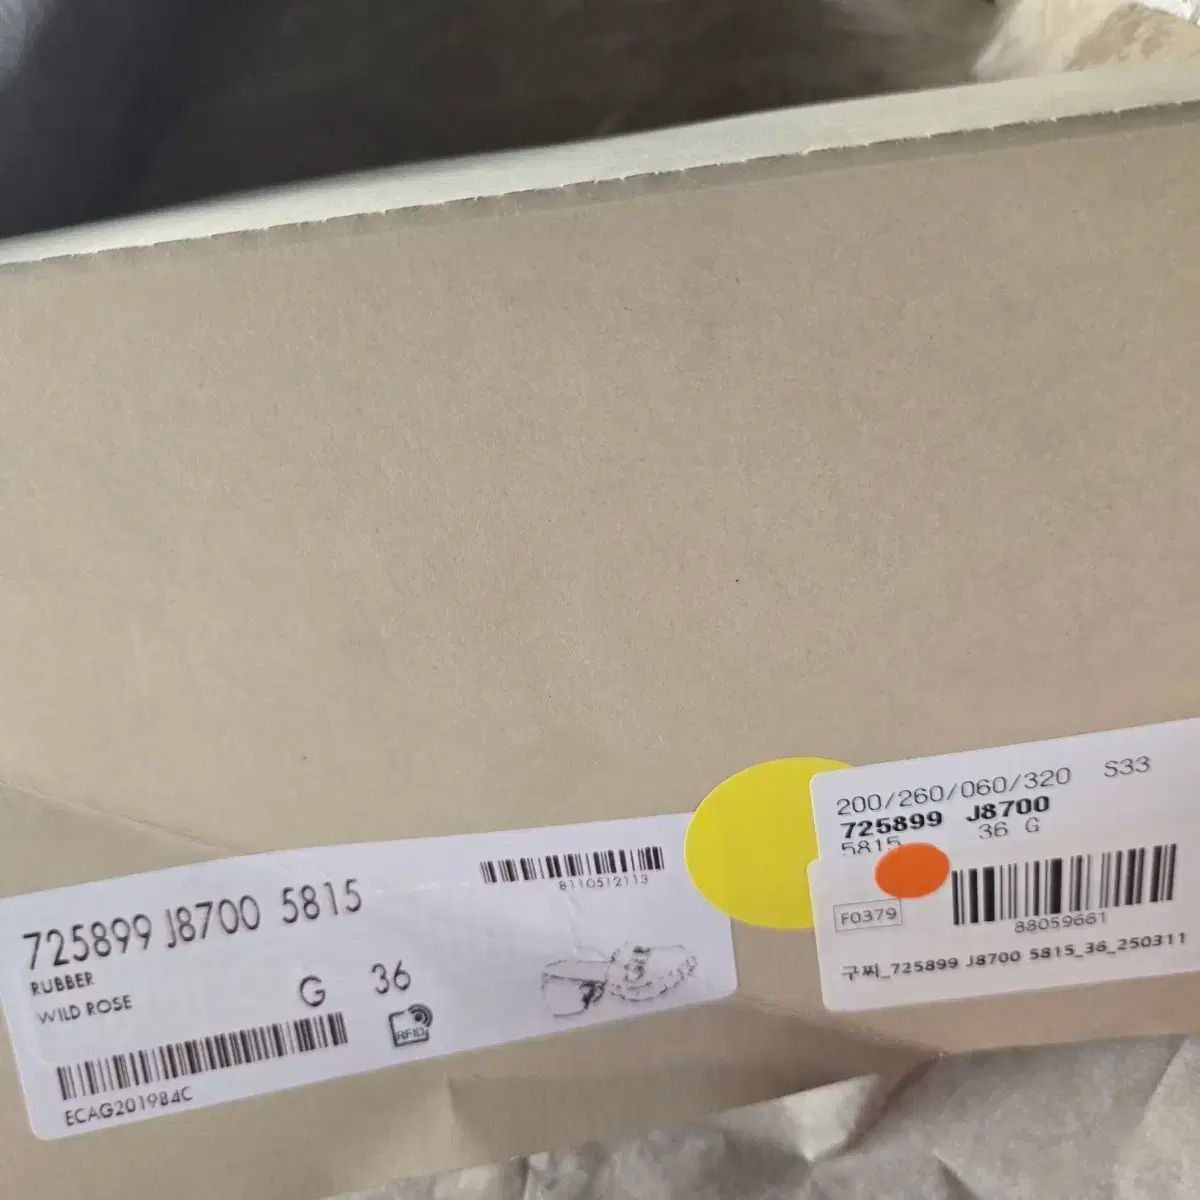 725899 J8700 5815
RUBBER
WILD ROSE
G 36
RFID
ECAG201984C
8110512113
200/260/060/320 S33
725899 J8700
5815 36 G
F0379
88059661
구찌_725899 J8700 5815_36_250311